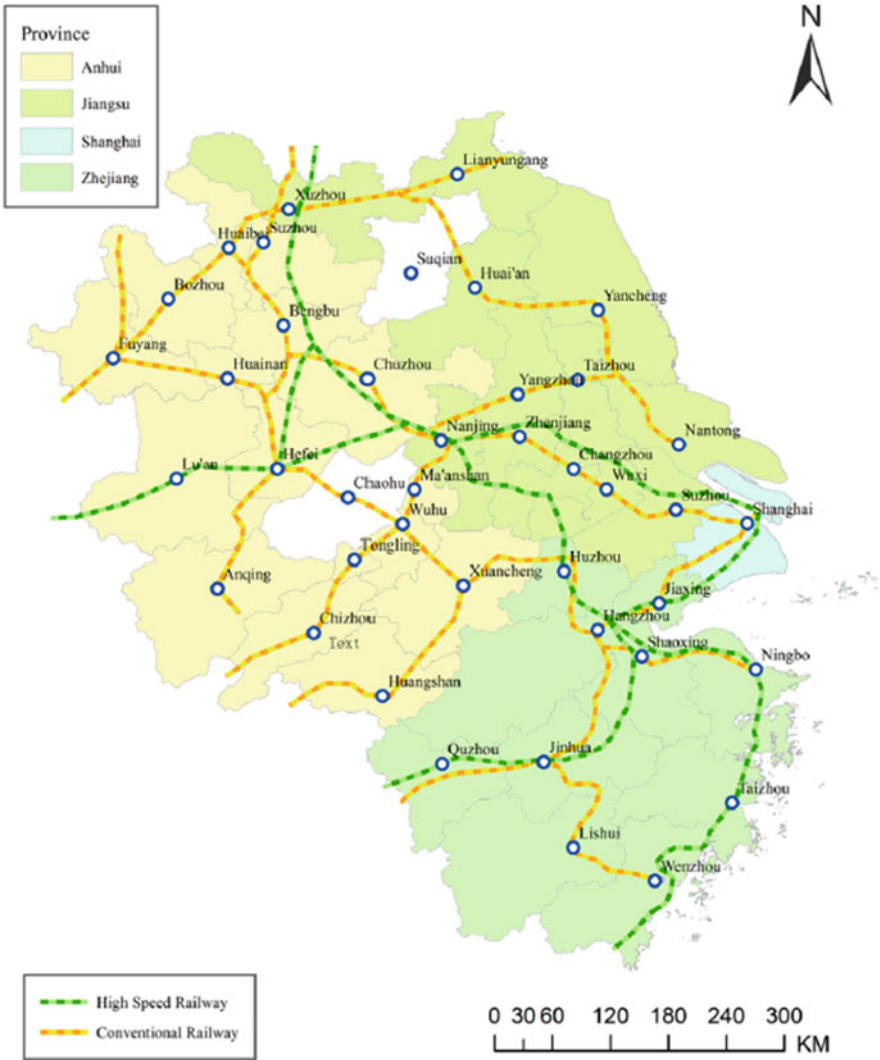 N
Province
Anhui
Jiangsu
Shanghai
Zhejiang
Lianyungang
Xuzhou
Huaibei
Suzhou
Suqian
Huai'an
Bozhou
Yancheng
Bengbu
Fuyang
Huainan
Chuzhou
Taizhou
Yangzhou
Nanjing
Zhenjiang
Nantong
Changzhou
Lu'an
Hefei
Chaohu
Ma'anshan
Wuxi
Suzhou
Shanghai
Wuhu
Tongling
Huzhou
Xuancheng
Anqing
Jiaxing
Chizhou
Text
Hangzhou
Shaoxing
Ningbo
Huangshan
Quzhou
Jinhua
Taizhou
Lishui
Wenzhou
High Speed Railway
Conventional Railway
0 30 60 120 180 240 300
KM